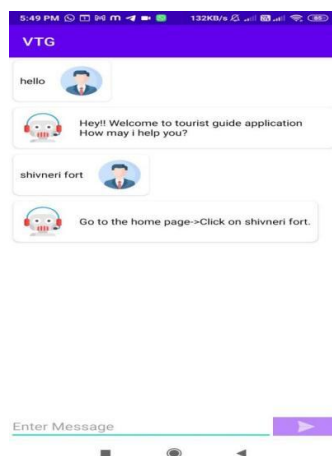 5:49 PM 132KB/s
VTG
hello
Hey!! Welcome to tourist guide application
How may i help you?
shivneri fort
Go to the home page->Click on shivneri fort.
Enter Message